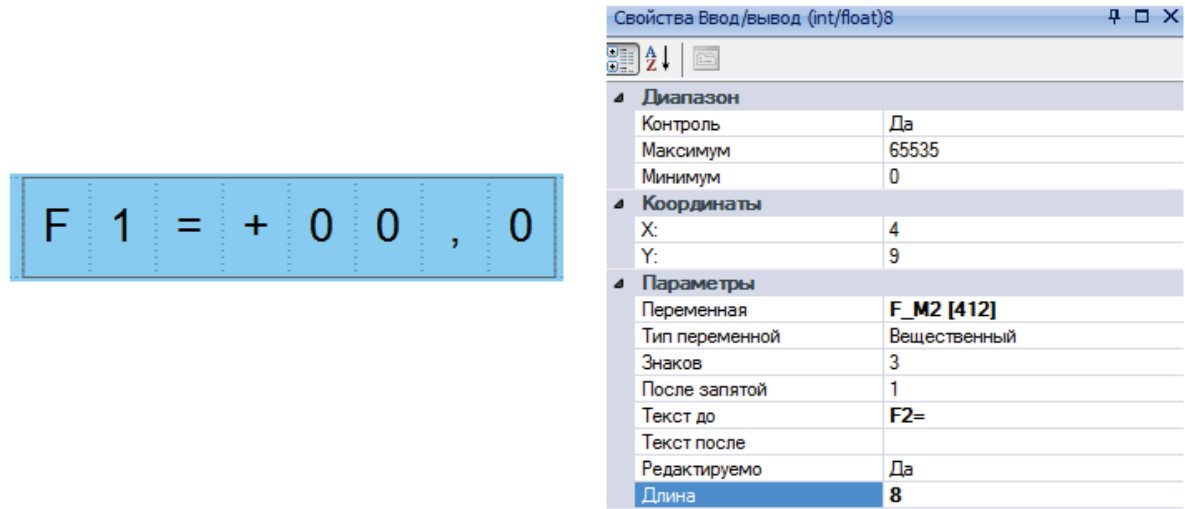 F 1 = + 0 0 , 0
Свойства Ввод/вывод (int/float)8
Диапазон
Контроль Да
Максимум 65535
Минимум 0
Координаты
X: 4
Y: 9
Параметры
Переменная F_M2 [412]
Тип переменной Вещественный
Знаков 3
После запятой 1
Текст до F2=
Текст после
Редактируемо Да
Длина 8